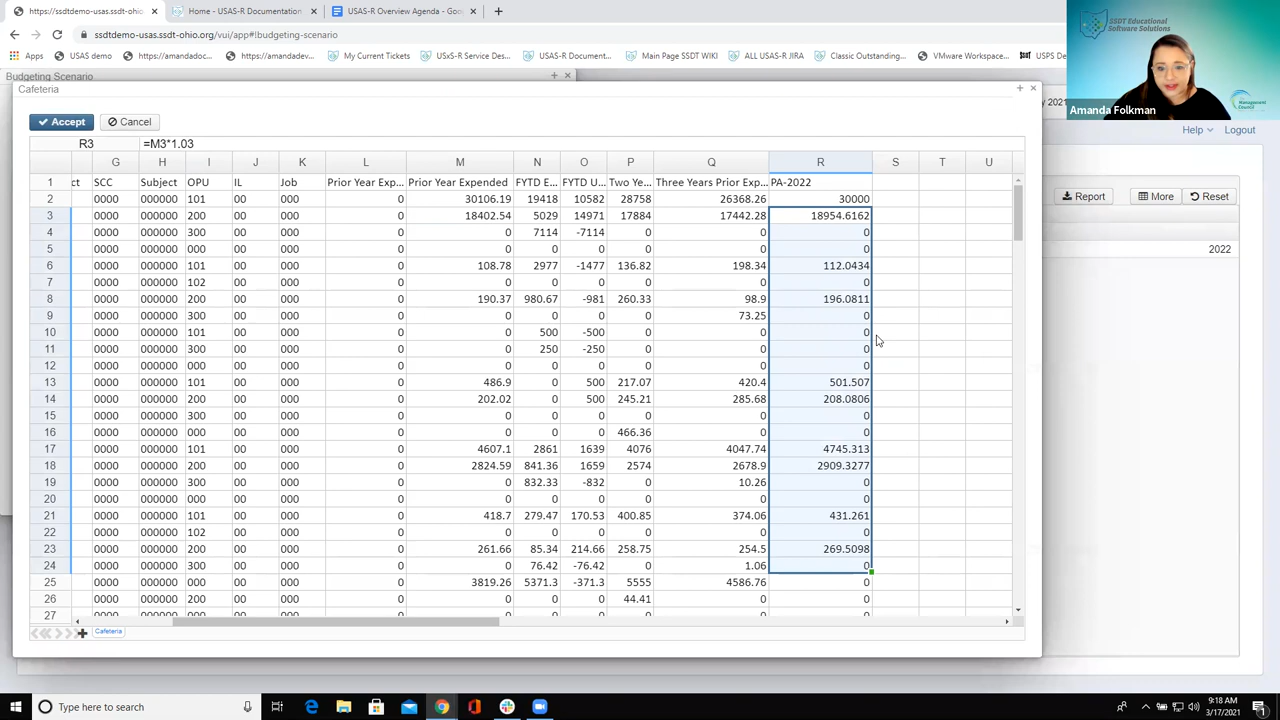 https://ssdtdemo-usas.ssdt-ohio
Home - USAS-R Documentation
USAS-R Overview Agenda - Goo
ssdtdemo-usas.ssdt-ohio.org/vui/app#!budgeting-scenario
Apps
USAS demo
https://amandadoc...
https://amandadev...
My Current Tickets
USxS-R Service Des...
USAS-R Document...
Main Page SSDT WIKI
ALL USAS-R JIRA
Classic Outstanding...
VMware Workspace...
USPS De
SSDT Educational
Software Solutions
Management
Council
Amanda Folkman
Budgeting Scenario
y 2021
Cafeteria
Help
Logout
Accept
Cancel
R3
=M3*1.03
Report
More
Reset
2022
G H I J K L M N O P Q R S T U
1 ct SCC Subject OPU IL Job Prior Year Exp... Prior Year Expended FYTD E... FYTD U... Two Ye... Three Years Prior Exp... PA-2022
2 0000 000000 101 00 000 0 30106.19 19418 10582 28758 26368.26 30000
3 0000 000000 200 00 000 0 18402.54 5029 14971 17884 17442.28 18954.6162
4 0000 000000 300 00 000 0 0 7114 -7114 0 0 0
5 0000 000000 000 00 000 0 0 0 0 0 0 0
6 0000 000000 101 00 000 0 108.78 2977 -1477 136.82 198.34 112.0434
7 0000 000000 102 00 000 0 0 0 0 0 0 0
8 0000 000000 200 00 000 0 190.37 980.67 -981 260.33 98.9 196.0811
9 0000 000000 300 00 000 0 0 0 0 0 73.25 0
10 0000 000000 101 00 000 0 0 500 -500 0 0 0
11 0000 000000 300 00 000 0 0 250 -250 0 0 0
12 0000 000000 000 00 000 0 0 0 0 0 0 0
13 0000 000000 101 00 000 0 486.9 0 500 217.07 420.4 501.507
14 0000 000000 200 00 000 0 202.02 0 500 245.21 285.68 208.0806
15 0000 000000 300 00 000 0 0 0 0 0 0 0
16 0000 000000 000 00 000 0 0 0 0 466.36 0 0
17 0000 000000 101 00 000 0 4607.1 2861 1639 4076 4047.74 4745.313
18 0000 000000 200 00 000 0 2824.59 841.36 1659 2574 2678.9 2909.3277
19 0000 000000 300 00 000 0 0 832.33 -832 0 10.26 0
20 0000 000000 000 00 000 0 0 0 0 0 0 0
21 0000 000000 101 00 000 0 418.7 279.47 170.53 400.85 374.06 431.261
22 0000 000000 102 00 000 0 0 0 0 0 0 0
23 0000 000000 200 00 000 0 261.66 85.34 214.66 258.75 254.5 269.5098
24 0000 000000 300 00 000 0 0 76.42 -76.42 0 1.06 0
25 0000 000000 000 00 000 0 3819.26 5371.3 -371.3 5555 4586.76 0
26 0000 000000 200 00 000 0 0 0 0 44.41 0 0
27
Cafeteria
Type here to search
9:18 AM
3/17/2021
1